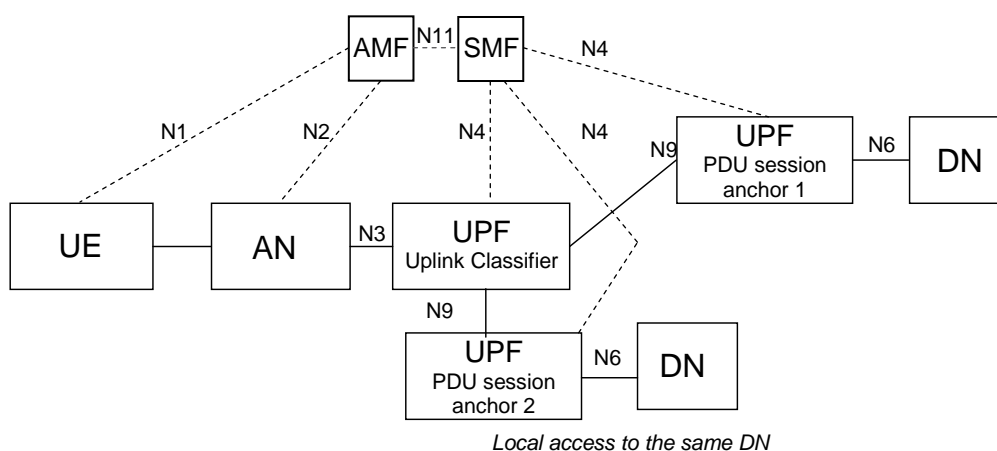 AMF
N11
SMF
N4
N1
N2
N4
N4
UPF
PDU session
anchor 1
N6
DN
N9
UE
AN
N3
UPF
Uplink Classifier
N9
UPF
PDU session
anchor 2
N6
DN
Local access to the same DN